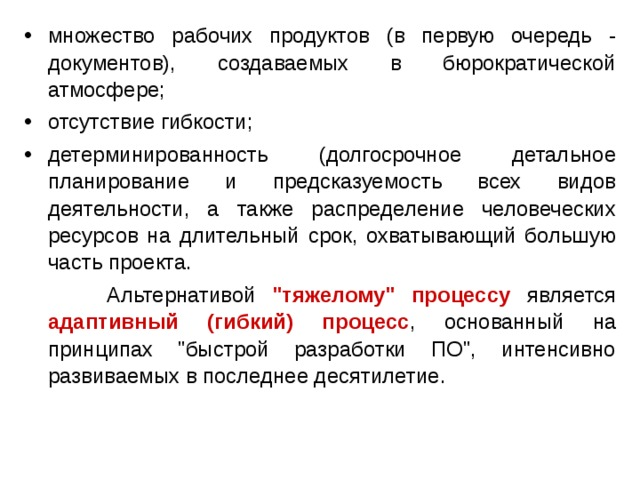 • множество рабочих продуктов (в первую очередь -
документов), создаваемых в бюрократической
атмосфере;
• отсутствие гибкости;
• детерминированность (долгосрочное детальное
планирование и предсказуемость всех видов
деятельности, а также распределение человеческих
ресурсов на длительный срок, охватывающий большую
часть проекта.
Альтернативой "тяжелому" процессу является
адаптивный (гибкий) процесс, основанный на
принципах "быстрой разработки ПО", интенсивно
развиваемых в последнее десятилетие.